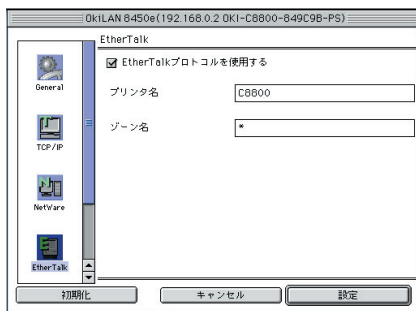 OkiLAN 8450e(192.168.0.2 OKI-C8800-849C9B-PS)
General
TCP/IP
NetWare
EtherTalk
EtherTalk
EtherTalkプロトコルを使用する
プリンタ名 C8800
ゾーン名 *
初期化 キャンセル 設定